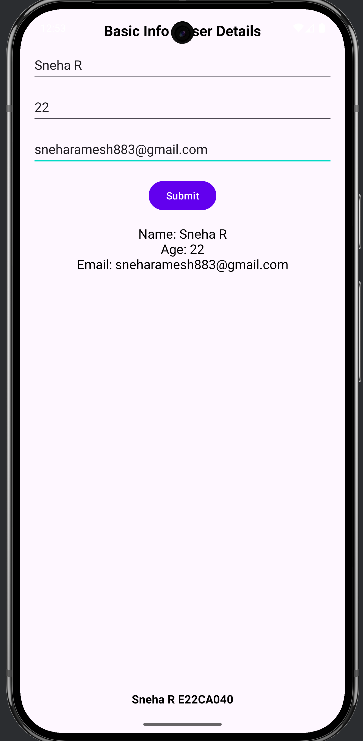 Basic Info ser Details
Sneha R
22
sneharamesh883@gmail.com
Submit
Name: Sneha R
Age: 22
Email: sneharamesh883@gmail.com
Sneha R E22CA040